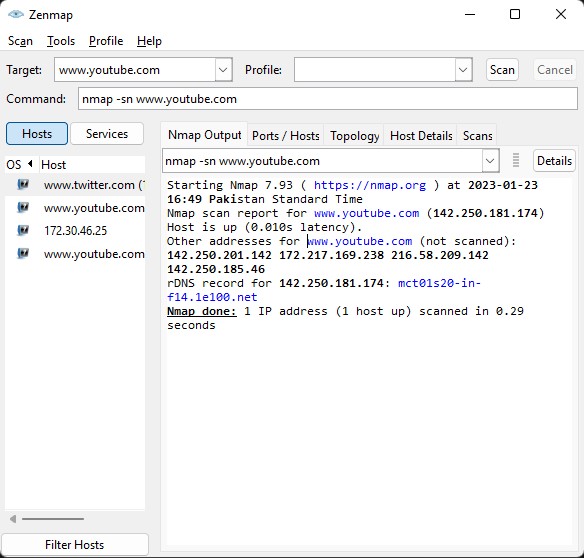 Zenmap
Scan Tools Profile Help
Target: www.youtube.com Profile: Scan Cancel
Command: nmap -sn www.youtube.com
Hosts Services
Nmap Output Ports / Hosts Topology Host Details Scans
OS Host
nmap -sn www.youtube.com Details
www.twitter.com (
www.youtube.com
172.30.46.25
www.youtube.com
Starting Nmap 7.93 ( https://nmap.org ) at 2023-01-23
16:49 Pakistan Standard Time
Nmap scan report for www.youtube.com (142.250.181.174)
Host is up (0.010s latency).
Other addresses for www.youtube.com (not scanned):
142.250.201.142 172.217.169.238 216.58.209.142
142.250.185.46
rDNS record for 142.250.181.174: mct01s20-in-
f14.1e100.net
Nmap done: 1 IP address (1 host up) scanned in 0.29
seconds
Filter Hosts